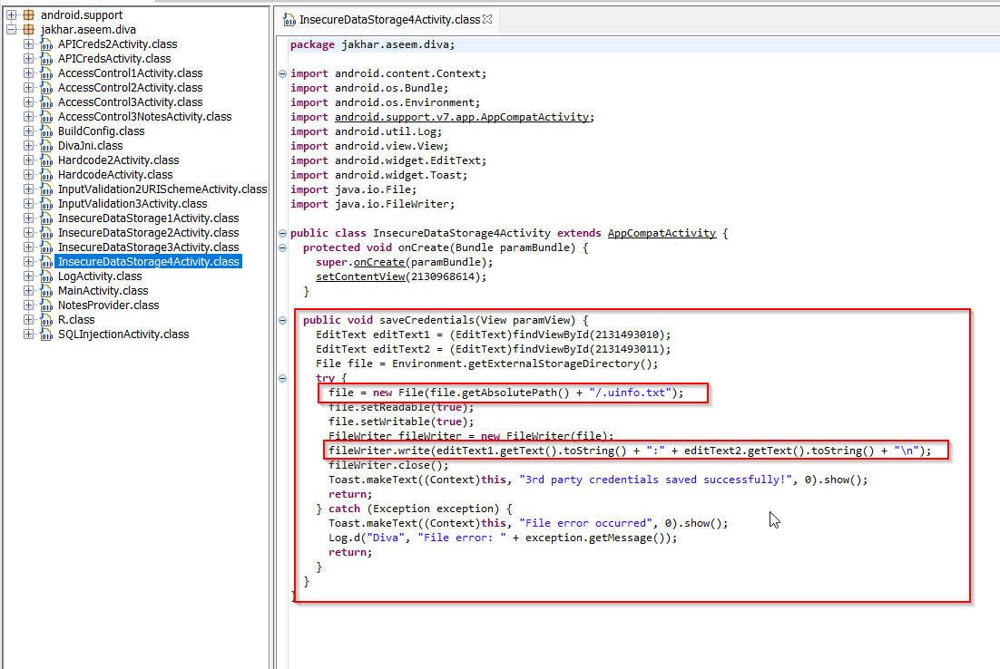 android.support
jakhar.aseem.diva
APICreds2Activity.class
APICredsActivity.class
AccessControl1Activity.class
AccessControl2Activity.class
AccessControl3Activity.class
AccessControl3NotesActivity.class
BuildConfig.class
DivaJni.class
Hardcode2Activity.class
HardcodeActivity.class
InputValidation2URISchemeActivity.class
InputValidation3Activity.class
InsecureDataStorage1Activity.class
InsecureDataStorage2Activity.class
InsecureDataStorage3Activity.class
InsecureDataStorage4Activity.class
LogActivity.class
MainActivity.class
NotesProvider.class
R.class
SQLInjectionActivity.class
InsecureDataStorage4Activity.class
package jakhar.aseem.diva;
import android.content.Context;
import android.os.Bundle;
import android.os.Environment;
import android.support.v7.app.AppCompatActivity;
import android.util.Log;
import android.view.View;
import android.widget.EditText;
import android.widget.Toast;
import java.io.File;
import java.io.FileWriter;
public class InsecureDataStorage4Activity extends AppCompatActivity {
protected void onCreate(Bundle paramBundle) {
super.onCreate(paramBundle);
setContentView(2130968614);
}
public void saveCredentials(View paramView) {
EditText editText1 = (EditText)findViewById(2131493010);
EditText editText2 = (EditText)findViewById(2131493011);
File file = Environment.getExternalStorageDirectory();
try {
file = new File(file.getAbsolutePath() + "/.uinfo.txt");
file.setReadable(true);
file.setWritable(true);
FileWriter fileWriter = new FileWriter(file);
fileWriter.write(editText1.getText().toString() + ":" + editText2.getText().toString() + "\n");
fileWriter.close();
Toast.makeText((Context)this, "3rd party credentials saved successfully!", 0).show();
return;
} catch (Exception exception) {
Toast.makeText((Context)this, "File error occurred", 0).show();
Log.d("Diva", "File error: " + exception.getMessage());
return;
}
}
}